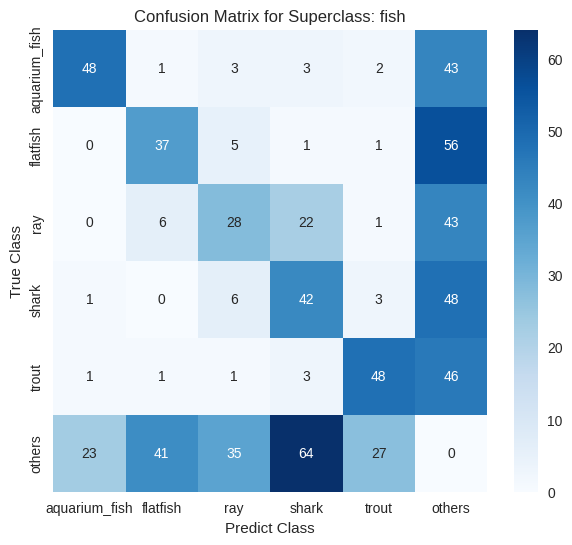 Confusion Matrix for Superclass: fish
True Class
aquarium_fish 48 1 3 3 2 43
flatfish 0 37 5 1 1 56
ray 0 6 28 22 1 43
shark 1 0 6 42 3 48
trout 1 1 1 3 48 46
others 23 41 35 64 27 0
aquarium_fish flatfish ray shark trout others
Predict Class
60
50
40
30
20
10
0